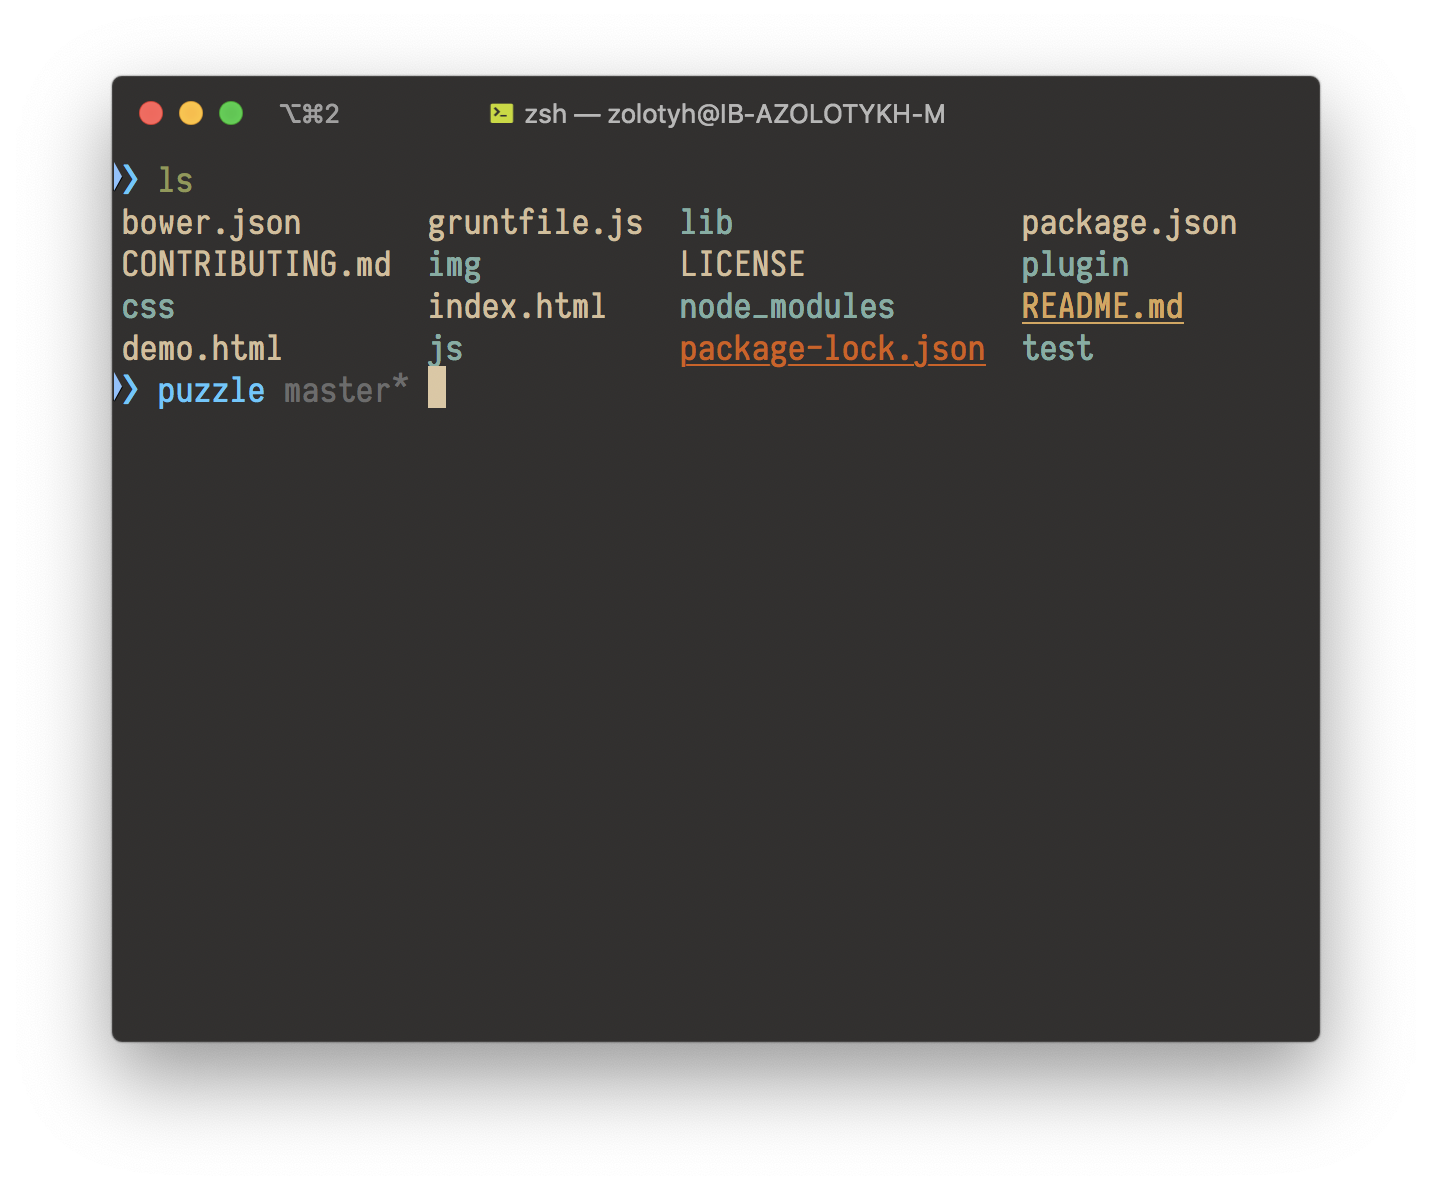 ⌥⌘2 zsh — zolotyh@IB-AZOLOTYKH-M
❯ ls
bower.json gruntfile.js lib package.json
CONTRIBUTING.md img LICENSE plugin
css index.html node_modules README.md
demo.html js package-lock.json test
❯ puzzle master*